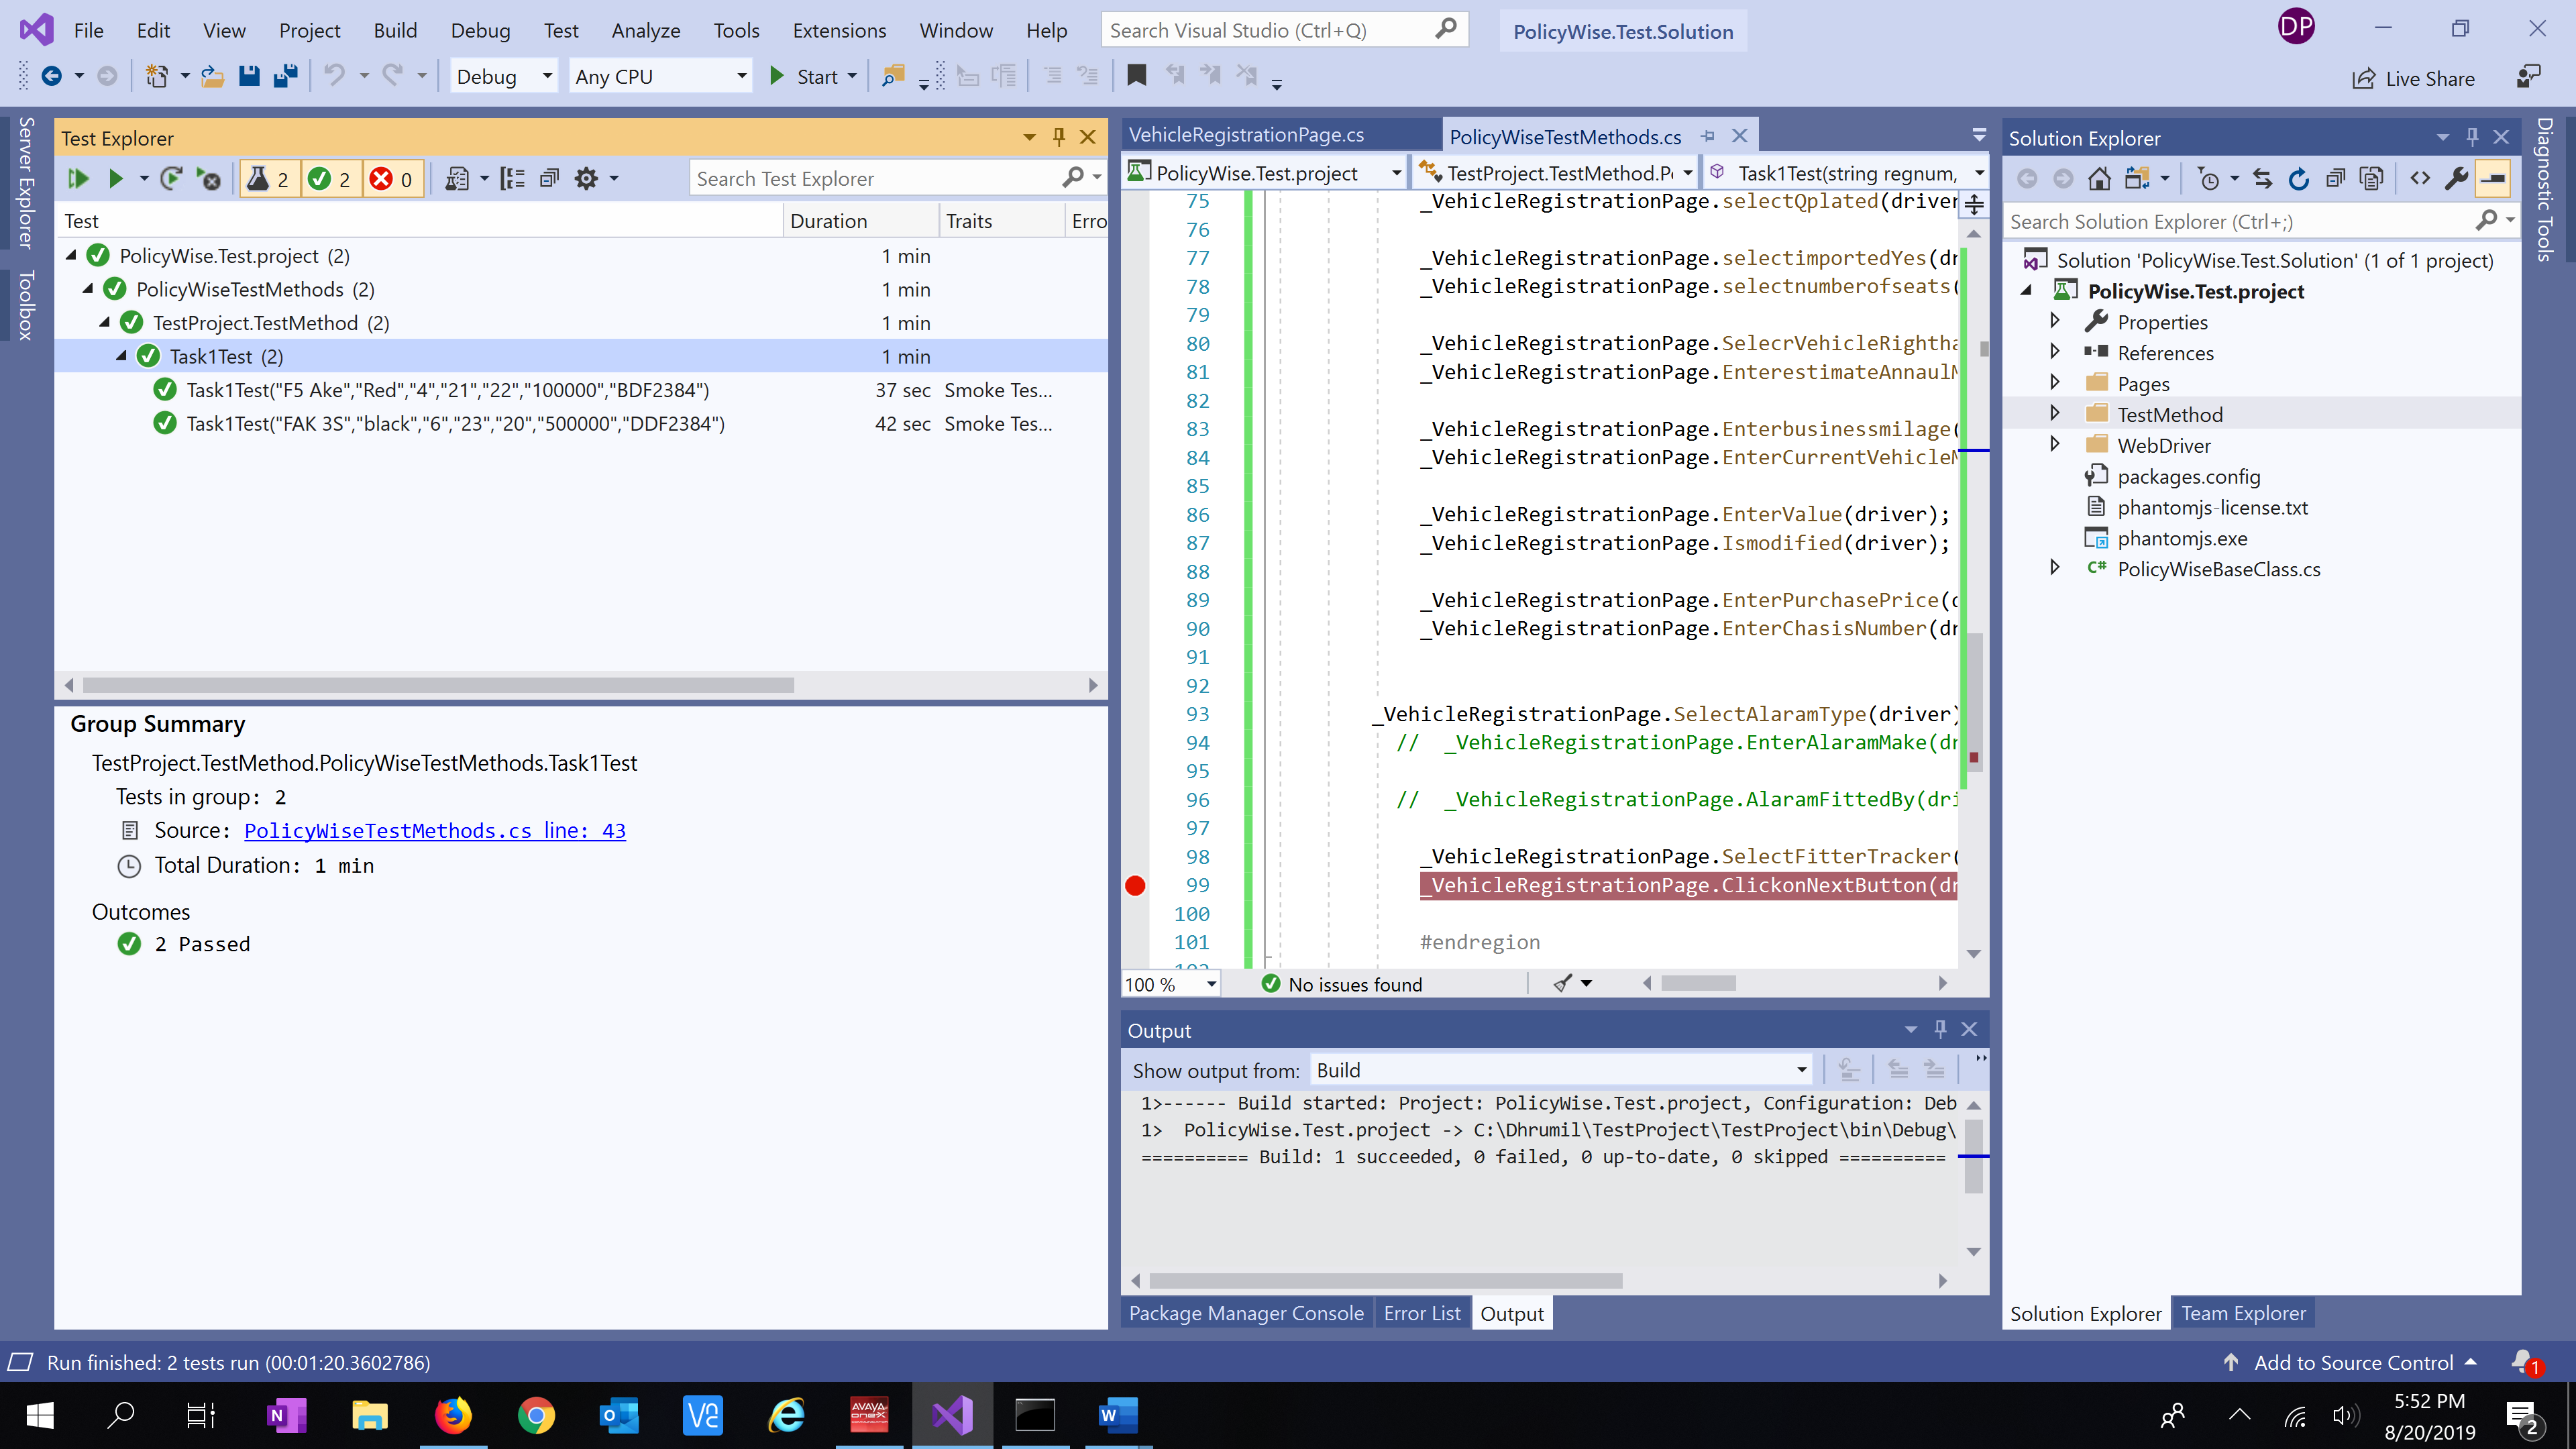 File Edit View Project Build Debug Test Analyze Tools Extensions Window Help Search Visual Studio (Ctrl+Q) PolicyWise.Test.Solution DP
Debug Any CPU Start Live Share
Server Explorer
Toolbox
Test Explorer
2 2 0 Search Test Explorer
Test Duration Traits Erro
PolicyWise.Test.project (2) 1 min
PolicyWiseTestMethods (2) 1 min
TestProject.TestMethod (2) 1 min
Task1Test (2) 1 min
Task1Test("F5 Ake","Red","4","21","22","100000","BDF2384") 37 sec Smoke Tes...
Task1Test("FAK 3S","black","6","23","20","500000","DDF2384") 42 sec Smoke Tes...
Group Summary
TestProject.TestMethod.PolicyWiseTestMethods.Task1Test
Tests in group: 2
Source: PolicyWiseTestMethods.cs line: 43
Total Duration: 1 min
Outcomes
2 Passed
VehicleRegistrationPage.cs PolicyWiseTestMethods.cs
PolicyWise.Test.project TestProject.TestMethod.P Task1Test(string regnum,
75 _VehicleRegistrationPage.selectQplated(driver
76
77 _VehicleRegistrationPage.selectimportedYes(dr
78 _VehicleRegistrationPage.selectnumberofseats(
79
80 _VehicleRegistrationPage.SelecrVehicleRightha
81 _VehicleRegistrationPage.EnterestimateAnnaulM
82
83 _VehicleRegistrationPage.Enterbusinessmilage(
84 _VehicleRegistrationPage.EnterCurrentVehicleM
85
86 _VehicleRegistrationPage.EnterValue(driver);
87 _VehicleRegistrationPage.Ismodified(driver);
88
89 _VehicleRegistrationPage.EnterPurchasePrice(d
90 _VehicleRegistrationPage.EnterChasisNumber(dr
91
92
93 _VehicleRegistrationPage.SelectAlaramType(driver)
94 // _VehicleRegistrationPage.EnterAlaramMake(dr
95
96 // _VehicleRegistrationPage.AlaramFittedBy(dri
97
98 _VehicleRegistrationPage.SelectFitterTracker(
99 _VehicleRegistrationPage.ClickonNextButton(dr
100
101 #endregion
100 % No issues found
Output
Show output from: Build
1>------ Build started: Project: PolicyWise.Test.project, Configuration: Deb
1> PolicyWise.Test.project -> C:\Dhrumil\TestProject\TestProject\bin\Debug\
========== Build: 1 succeeded, 0 failed, 0 up-to-date, 0 skipped ==========
Package Manager Console Error List Output
Solution Explorer
Search Solution Explorer (Ctrl+;)
Solution 'PolicyWise.Test.Solution' (1 of 1 project)
PolicyWise.Test.project
Properties
References
Pages
TestMethod
WebDriver
packages.config
phantomjs-license.txt
phantomjs.exe
C# PolicyWiseBaseClass.cs
Solution Explorer Team Explorer
Diagnostic Tools
Run finished: 2 tests run (00:01:20.3602786) Add to Source Control 1
N AVAYA one-X W 5:52 PM
8/20/2019 2